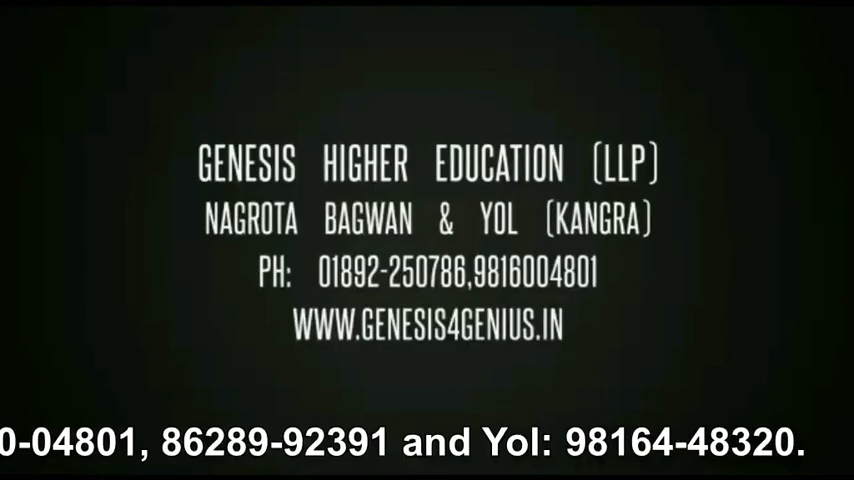 GENESIS HIGHER EDUCATION (LLP)
NAGROTA BAGWAN & YOL (KANGRA)
PH: 01892-250786,9816004801
WWW.GENESIS4GENIUS.IN
0-04801, 86289-92391 and Yol: 98164-48320.